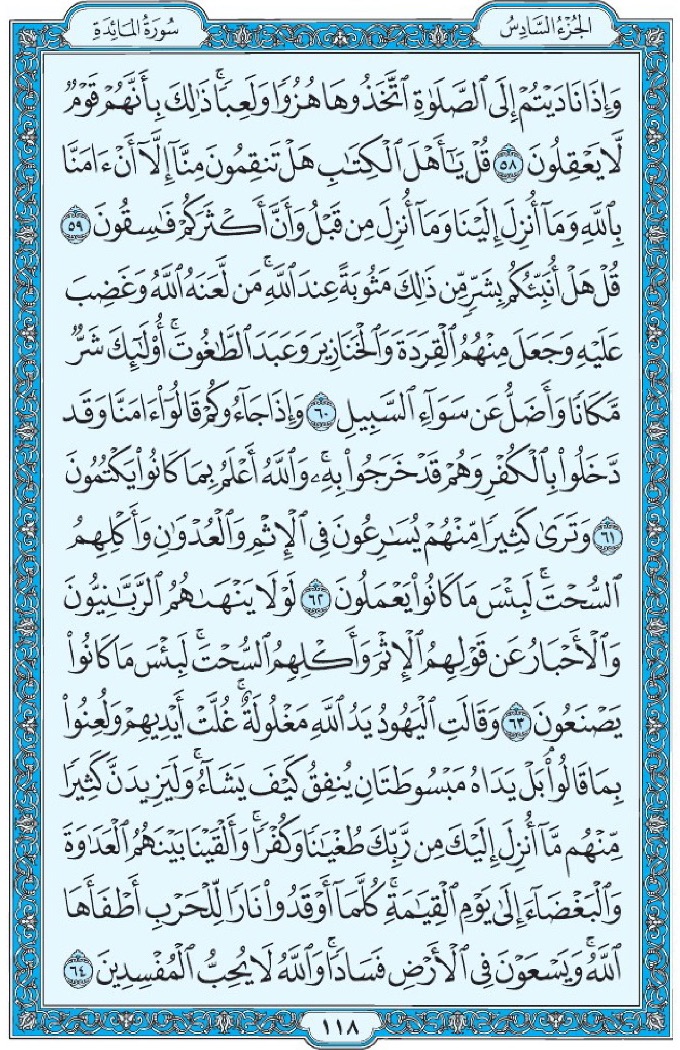 الجُزْءُ السَّادِسُ
سُورَةُ المَائِدَةِ
وَإِذَا نَادَيْتُمْ إِلَى ٱلصَّلَوٰةِ ٱتَّخَذُوهَا هُزُوًا وَلَعِبًاۚ ذَٰلِكَ بِأَنَّهُمْ قَوْمٌ
لَّا يَعْقِلُونَ ٥٨ قُلْ يَٰٓأَهْلَ ٱلْكِتَٰبِ هَلْ تَنقِمُونَ مِنَّآ إِلَّآ أَنْ ءَامَنَّا
بِٱللَّهِ وَمَآ أُنزِلَ إِلَيْنَا وَمَآ أُنزِلَ مِن قَبْلُ وَأَنَّ أَكْثَرَكُمْ فَٰسِقُونَ ٥٩
قُلْ هَلْ أُنَبِّئُكُم بِشَرٍّ مِّن ذَٰلِكَ مَثُوبَةً عِندَ ٱللَّهِۚ مَن لَّعَنَهُ ٱللَّهُ وَغَضِبَ
عَلَيْهِ وَجَعَلَ مِنْهُمُ ٱلْقِرَدَةَ وَٱلْخَنَازِيرَ وَعَبَدَ ٱلطَّٰغُوتَۚ أُوْلَٰٓئِكَ شَرٌّ
مَّكَانًا وَأَضَلُّ عَن سَوَآءِ ٱلسَّبِيلِ ٦٠ وَإِذَا جَآءُوكُمْ قَالُوٓاْ ءَامَنَّا وَقَد
دَّخَلُواْ بِٱلْكُفْرِ وَهُمْ قَدْ خَرَجُواْ بِهِۦۚ وَٱللَّهُ أَعْلَمُ بِمَا كَانُواْ يَكْتُمُونَ
٦١ وَتَرَىٰ كَثِيرًا مِّنْهُمْ يُسَٰرِعُونَ فِي ٱلْإِثْمِ وَٱلْعُدْوَٰنِ وَأَكْلِهِمُ
ٱلسُّحْتَۚ لَبِئْسَ مَا كَانُواْ يَعْمَلُونَ ٦٢ لَوْلَا يَنْهَىٰهُمُ ٱلرَّبَّٰنِيُّونَ
وَٱلْأَحْبَارُ عَن قَوْلِهِمُ ٱلْإِثْمَ وَأَكْلِهِمُ ٱلسُّحْتَۚ لَبِئْسَ مَا كَانُواْ
يَصْنَعُونَ ٦٣ وَقَالَتِ ٱلْيَهُودُ يَدُ ٱللَّهِ مَغْلُولَةٌۚ غُلَّتْ أَيْدِيهِمْ وَلُعِنُواْ
بِمَا قَالُواْۘ بَلْ يَدَاهُ مَبْسُوطَتَانِ يُنفِقُ كَيْفَ يَشَآءُۚ وَلَيَزِيدَنَّ كَثِيرًا
مِّنْهُم مَّآ أُنزِلَ إِلَيْكَ مِن رَّبِّكَ طُغْيَٰنًا وَكُفْرًاۚ وَأَلْقَيْنَا بَيْنَهُمُ ٱلْعَدَٰوَةَ
وَٱلْبَغْضَآءَ إِلَىٰ يَوْمِ ٱلْقِيَٰمَةِۚ كُلَّمَآ أَوْقَدُواْ نَارًا لِّلْحَرْبِ أَطْفَأَهَا
ٱللَّهُۚ وَيَسْعَوْنَ فِي ٱلْأَرْضِ فَسَادًاۚ وَٱللَّهُ لَا يُحِبُّ ٱلْمُفْسِدِينَ ٦٤
١١٨